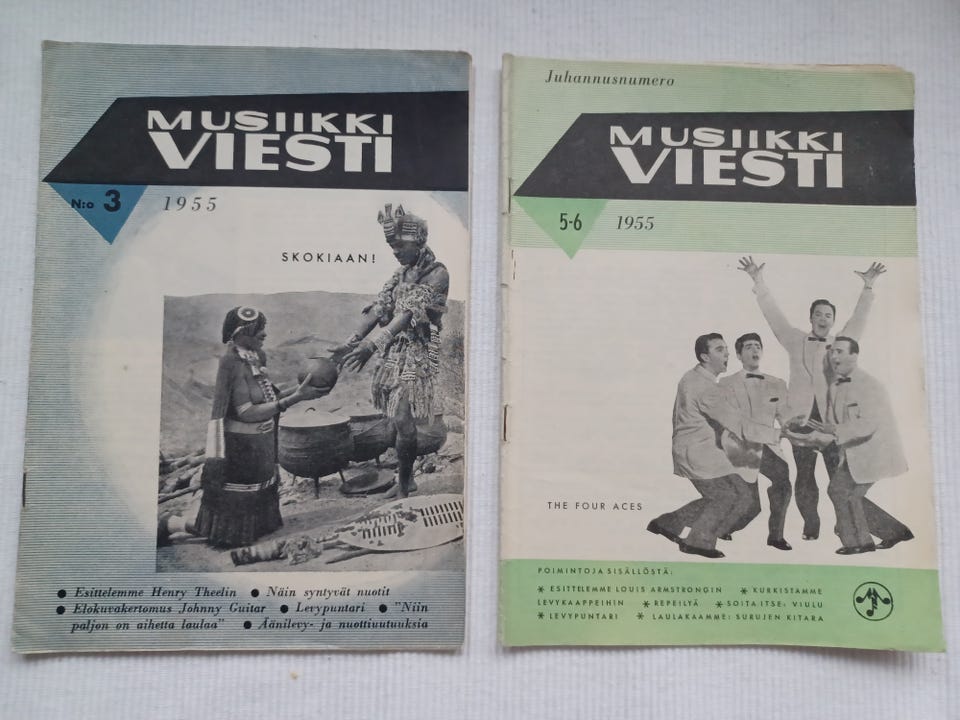 MUSIIKKI
VIESTI
N:o 3 1955
SKOKIAAN!
● Esittelemme Henry Theelin ● Näin syntyvät nuotit
● Elokuvakertomus Johnny Guitar ● Levypuntari ● "Niin
paljon on aihetta laulaa" ● Äänilevy- ja nuottiuutuuksia
Juhannusnumero
MUSIIKKI
VIESTI
5-6 1955
THE FOUR ACES
POIMINTOJA SISÄLLÖSTÄ:
* ESITTELEMME LOUIS ARMSTRONGIN * KURKISTAMME
LEVYKAAPPEIHIN * REPEILYÄ * SOITA ITSE: VIULU
* LEVYPUNTARI * LAULAKAAMME: SURUJEN KITARA